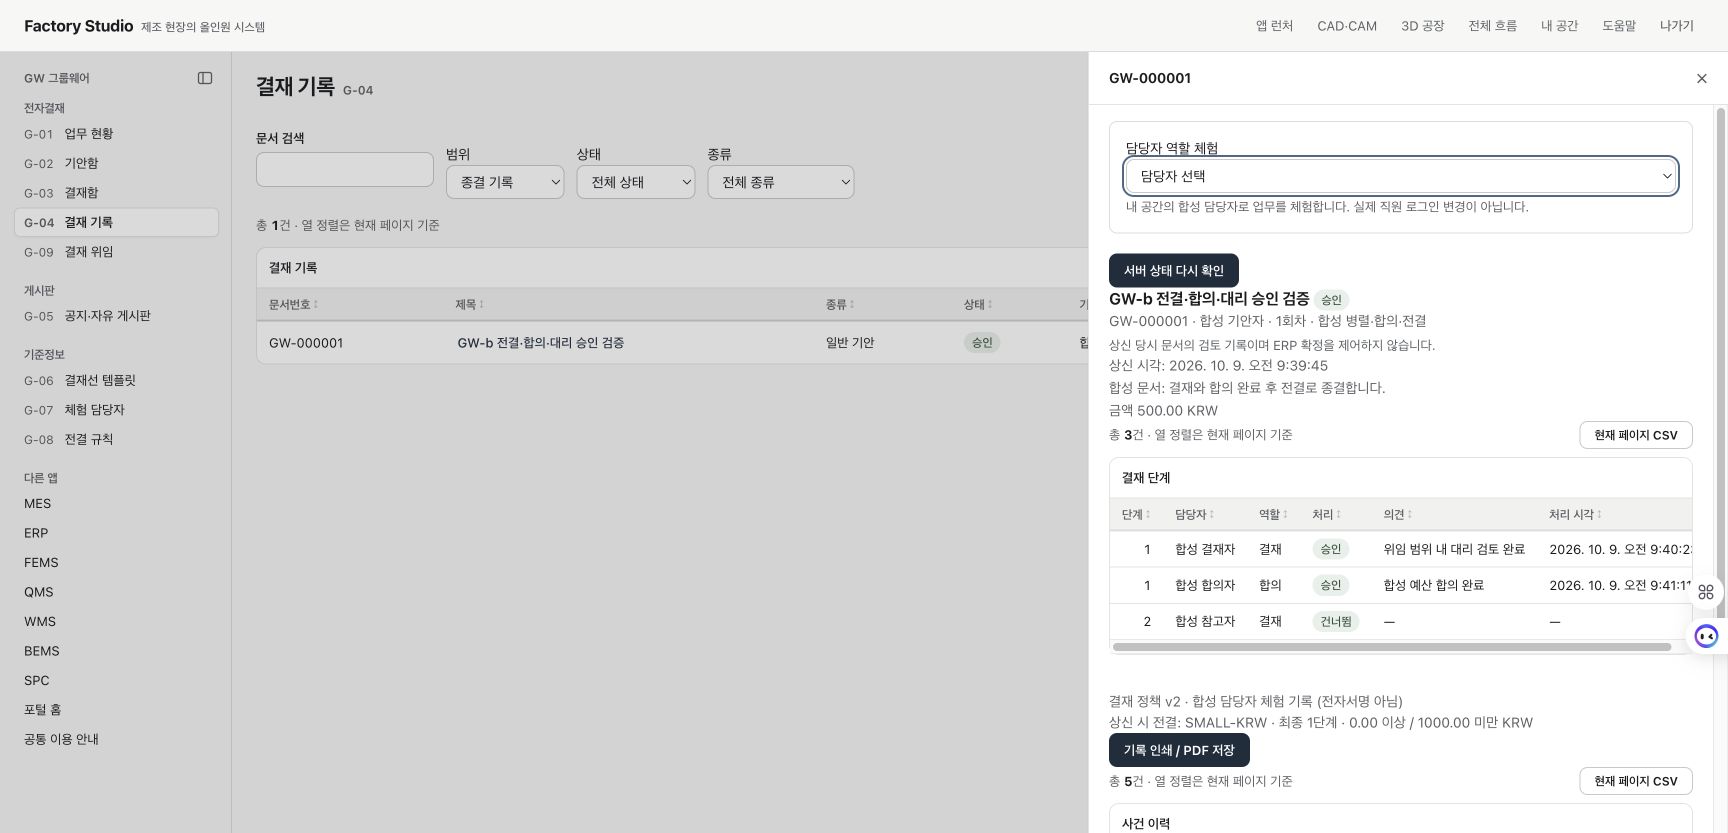 Factory Studio 제조 현장의 올인원 시스템
앱 런처 CAD·CAM 3D 공장 전체 흐름 내 공간 도움말 나가기
GW 그룹웨어
전자결재
G-01 업무 현황
G-02 기안함
G-03 결재함
G-04 결재 기록
G-09 결재 위임
게시판
G-05 공지·자유 게시판
기준정보
G-06 결재선 템플릿
G-07 체험 담당자
G-08 전결 규칙
다른 앱
MES
ERP
FEMS
QMS
WMS
BEMS
SPC
포털 홈
공통 이용 안내
결재 기록 G-04
문서 검색
범위 상태 종류
종결 기록 전체 상태 전체 종류
총 1건 · 열 정렬은 현재 페이지 기준
결재 기록
문서번호 제목 종류 상태
GW-000001 GW-b 전결·합의·대리 승인 검증 일반 기안 승인
GW-000001
담당자 역할 체험
담당자 선택
내 공간의 합성 담당자로 업무를 체험합니다. 실제 직원 로그인 변경이 아닙니다.
서버 상태 다시 확인
GW-b 전결·합의·대리 승인 검증 승인
GW-000001 · 합성 기안자 · 1회차 · 합성 병렬·합의·전결
상신 당시 문서의 검토 기록이며 ERP 확정을 제어하지 않습니다.
상신 시각: 2026. 10. 9. 오전 9:39:45
합성 문서: 결재와 합의 완료 후 전결로 종결합니다.
금액 500.00 KRW
총 3건 · 열 정렬은 현재 페이지 기준 현재 페이지 CSV
결재 단계
단계 담당자 역할 처리 의견 처리 시각
1 합성 결재자 결재 승인 위임 범위 내 대리 검토 완료 2026. 10. 9. 오전 9:40:2
1 합성 합의자 합의 승인 합성 예산 합의 완료 2026. 10. 9. 오전 9:41:11
2 합성 참고자 결재 건너뜀 — —
결재 정책 v2 · 합성 담당자 체험 기록 (전자서명 아님)
상신 시 전결: SMALL-KRW · 최종 1단계 · 0.00 이상 / 1000.00 미만 KRW
기록 인쇄 / PDF 저장
총 5건 · 열 정렬은 현재 페이지 기준 현재 페이지 CSV
사건 이력